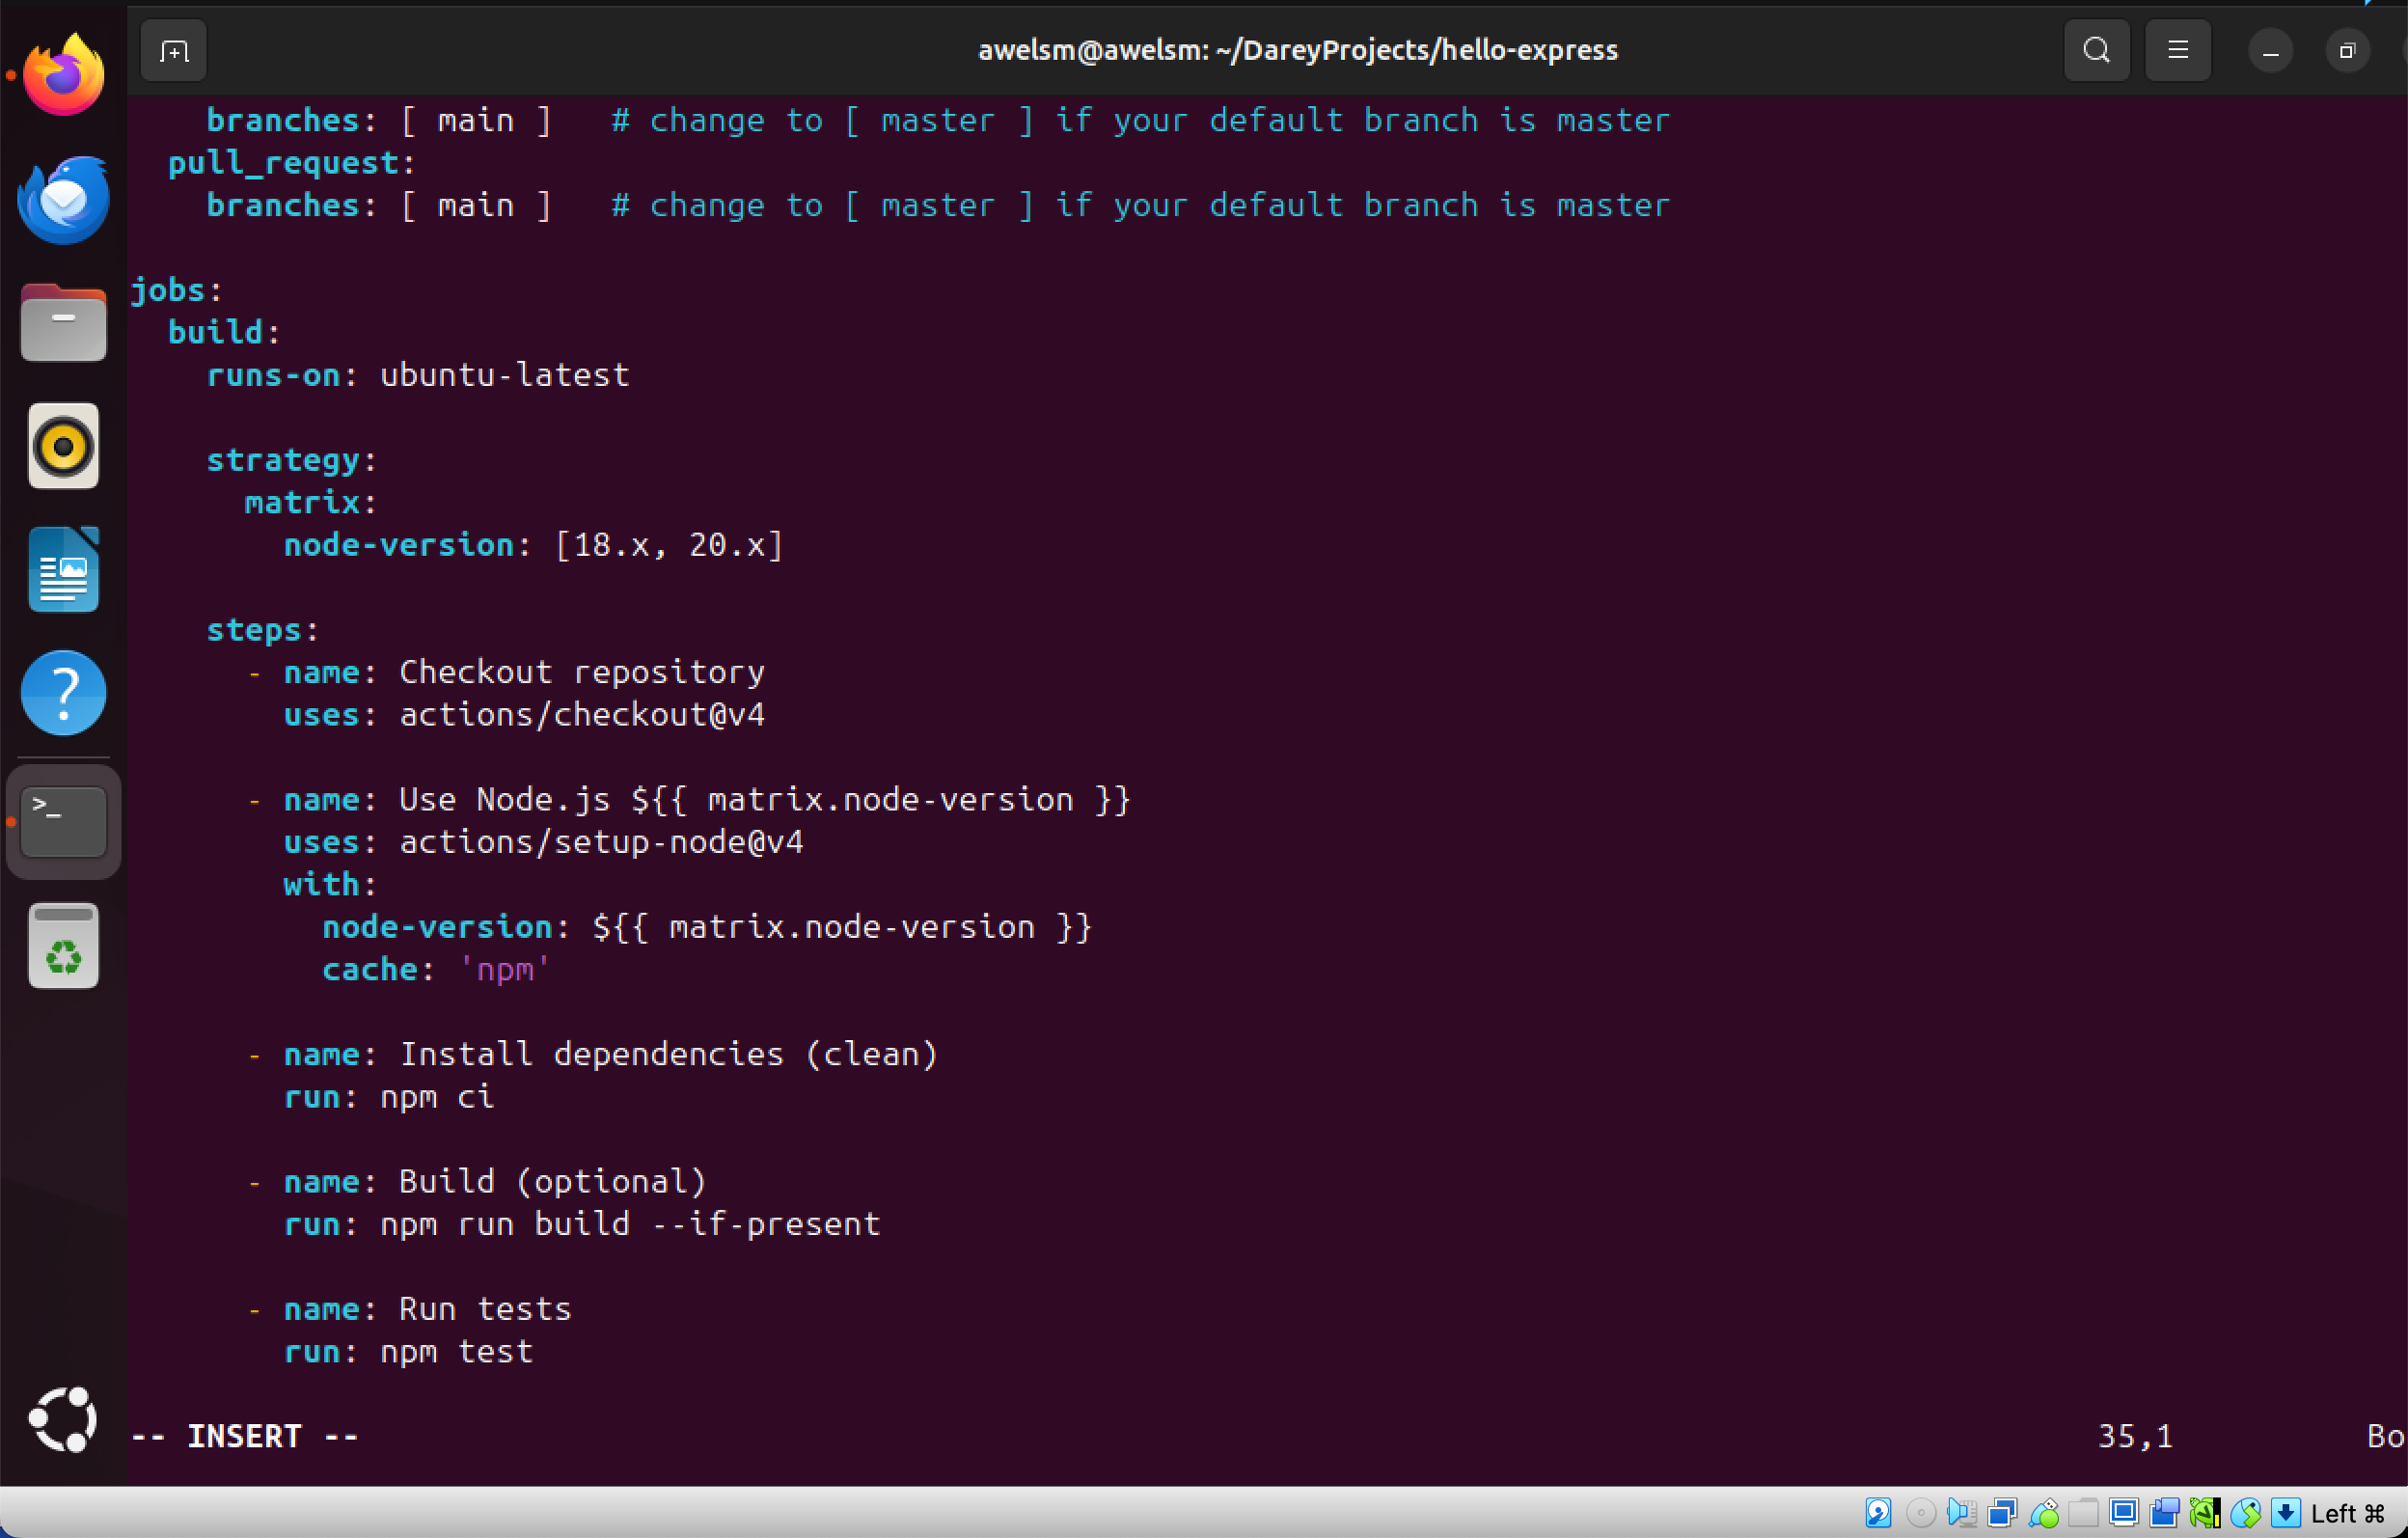 awelsm@awelsm: ~/DareyProjects/hello-express
    branches: [ main ]   # change to [ master ] if your default branch is master
  pull_request:
    branches: [ main ]   # change to [ master ] if your default branch is master
jobs:
  build:
    runs-on: ubuntu-latest
    strategy:
      matrix:
        node-version: [18.x, 20.x]
    steps:
      - name: Checkout repository
        uses: actions/checkout@v4
      - name: Use Node.js ${{ matrix.node-version }}
        uses: actions/setup-node@v4
        with:
          node-version: ${{ matrix.node-version }}
          cache: 'npm'
      - name: Install dependencies (clean)
        run: npm ci
      - name: Build (optional)
        run: npm run build --if-present
      - name: Run tests
        run: npm test
-- INSERT -- 35,1 Bo
Left ⌘